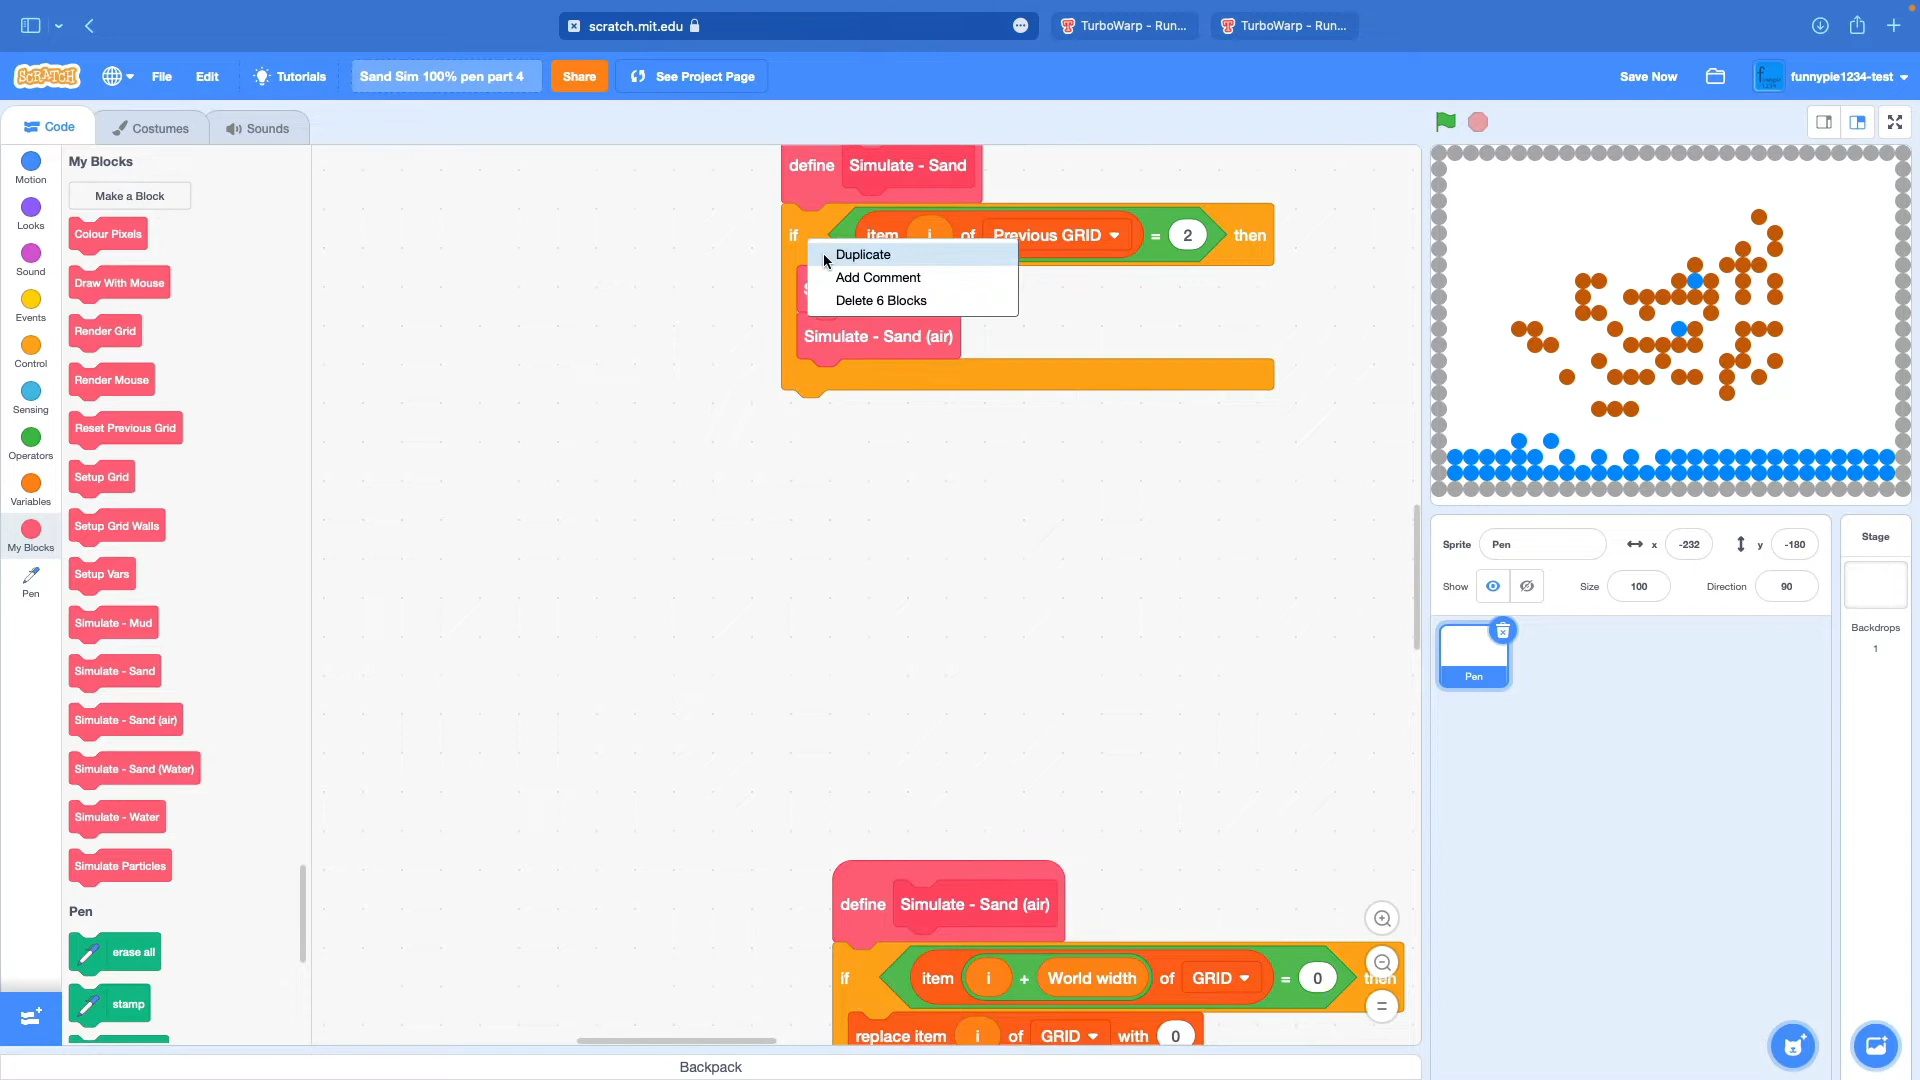 scratch.mit.edu
TurboWarp - Run...
TurboWarp - Run...
SCRATCH
File
Edit
Tutorials
Sand Sim 100% pen part 4
Share
See Project Page
Save Now
funnypie1234-test
Code
Costumes
Sounds
Motion
Looks
Sound
Events
Control
Sensing
Operators
Variables
My Blocks
Pen
My Blocks
Make a Block
Colour Pixels
Draw With Mouse
Render Grid
Render Mouse
Reset Previous Grid
Setup Grid
Setup Grid Walls
Setup Vars
Simulate - Mud
Simulate - Sand
Simulate - Sand (air)
Simulate - Sand (Water)
Simulate - Water
Simulate Particles
Pen
erase all
stamp
define Simulate - Sand
if item i of Previous GRID = 2 then
Duplicate
Add Comment
Delete 6 Blocks
Simulate - Sand (air)
define Simulate - Sand (air)
if item i + World width of GRID = 0 then
replace item i of GRID with 0
Backpack
Sprite Pen x -232 y -180
Show Size 100 Direction 90
Pen
Stage
Backdrops
1